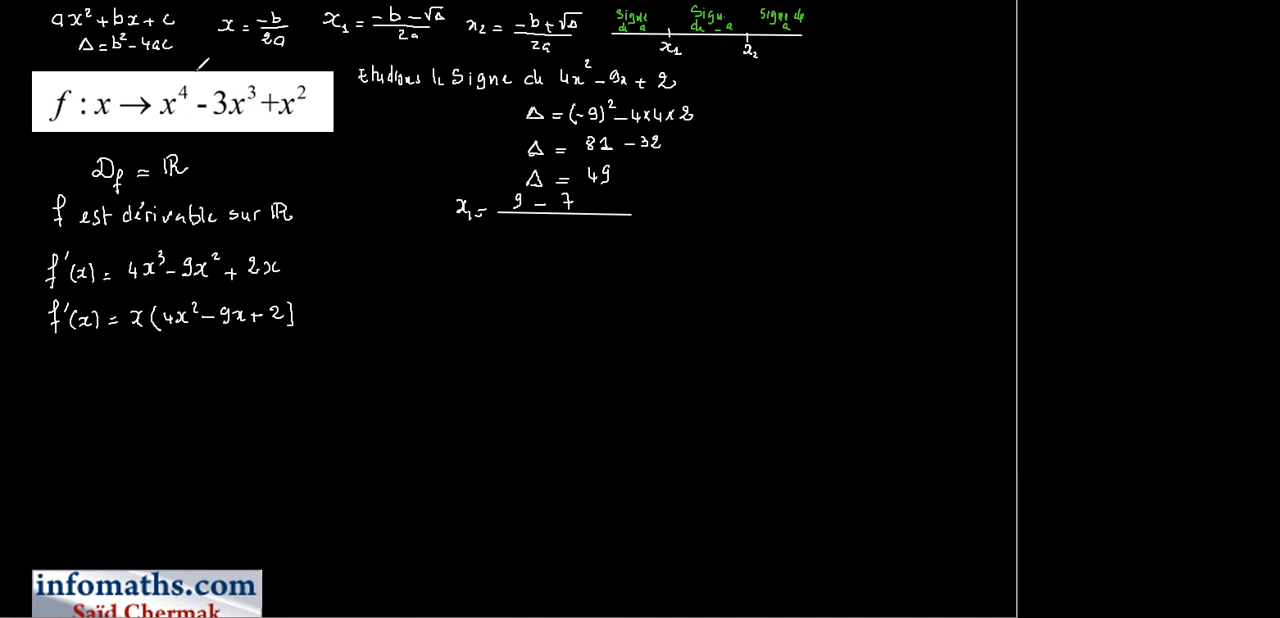 ax² + bx + c
Δ = b² - 4ac
x = -b/2a
x₁ = (-b - √Δ)/2a
x₂ = (-b + √Δ)/2a
Signe de a
Sign. de -a
Signe de a
x₁ x₂
f : x → x⁴ - 3x³ + x²
D_f = ℝ
f est dérivable sur ℝ
f'(x) = 4x³ - 9x² + 2x
f'(x) = x(4x² - 9x + 2]
Etudions le Signe de 4x² - 9x + 2
Δ = (-9)² - 4×4×2
Δ = 81 - 32
Δ = 49
x₁ = 9 - 7
infomaths.com
Saïd Chermak